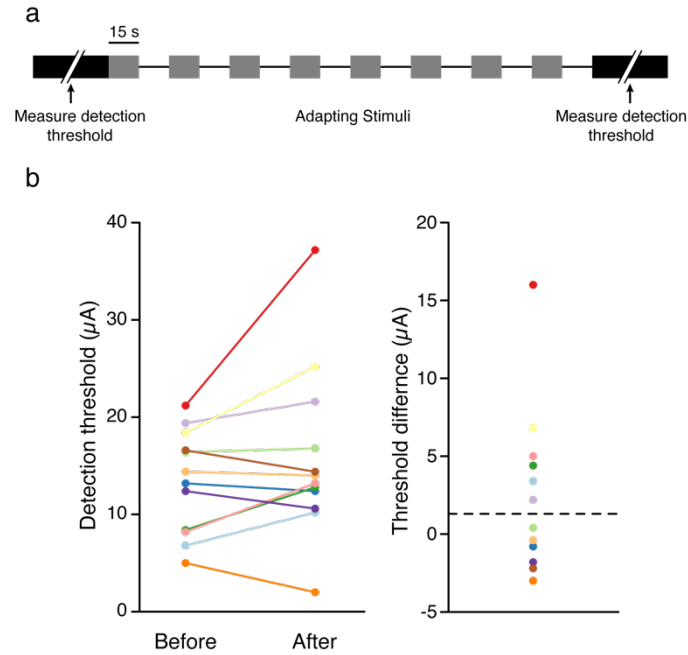 a
15 s
Measure detection
threshold
Adapting Stimuli
Measure detection
threshold
b
Detection threshold (µA)
40
30
20
10
0
Before After
Threshold differnce (µA)
20
15
10
5
0
-5